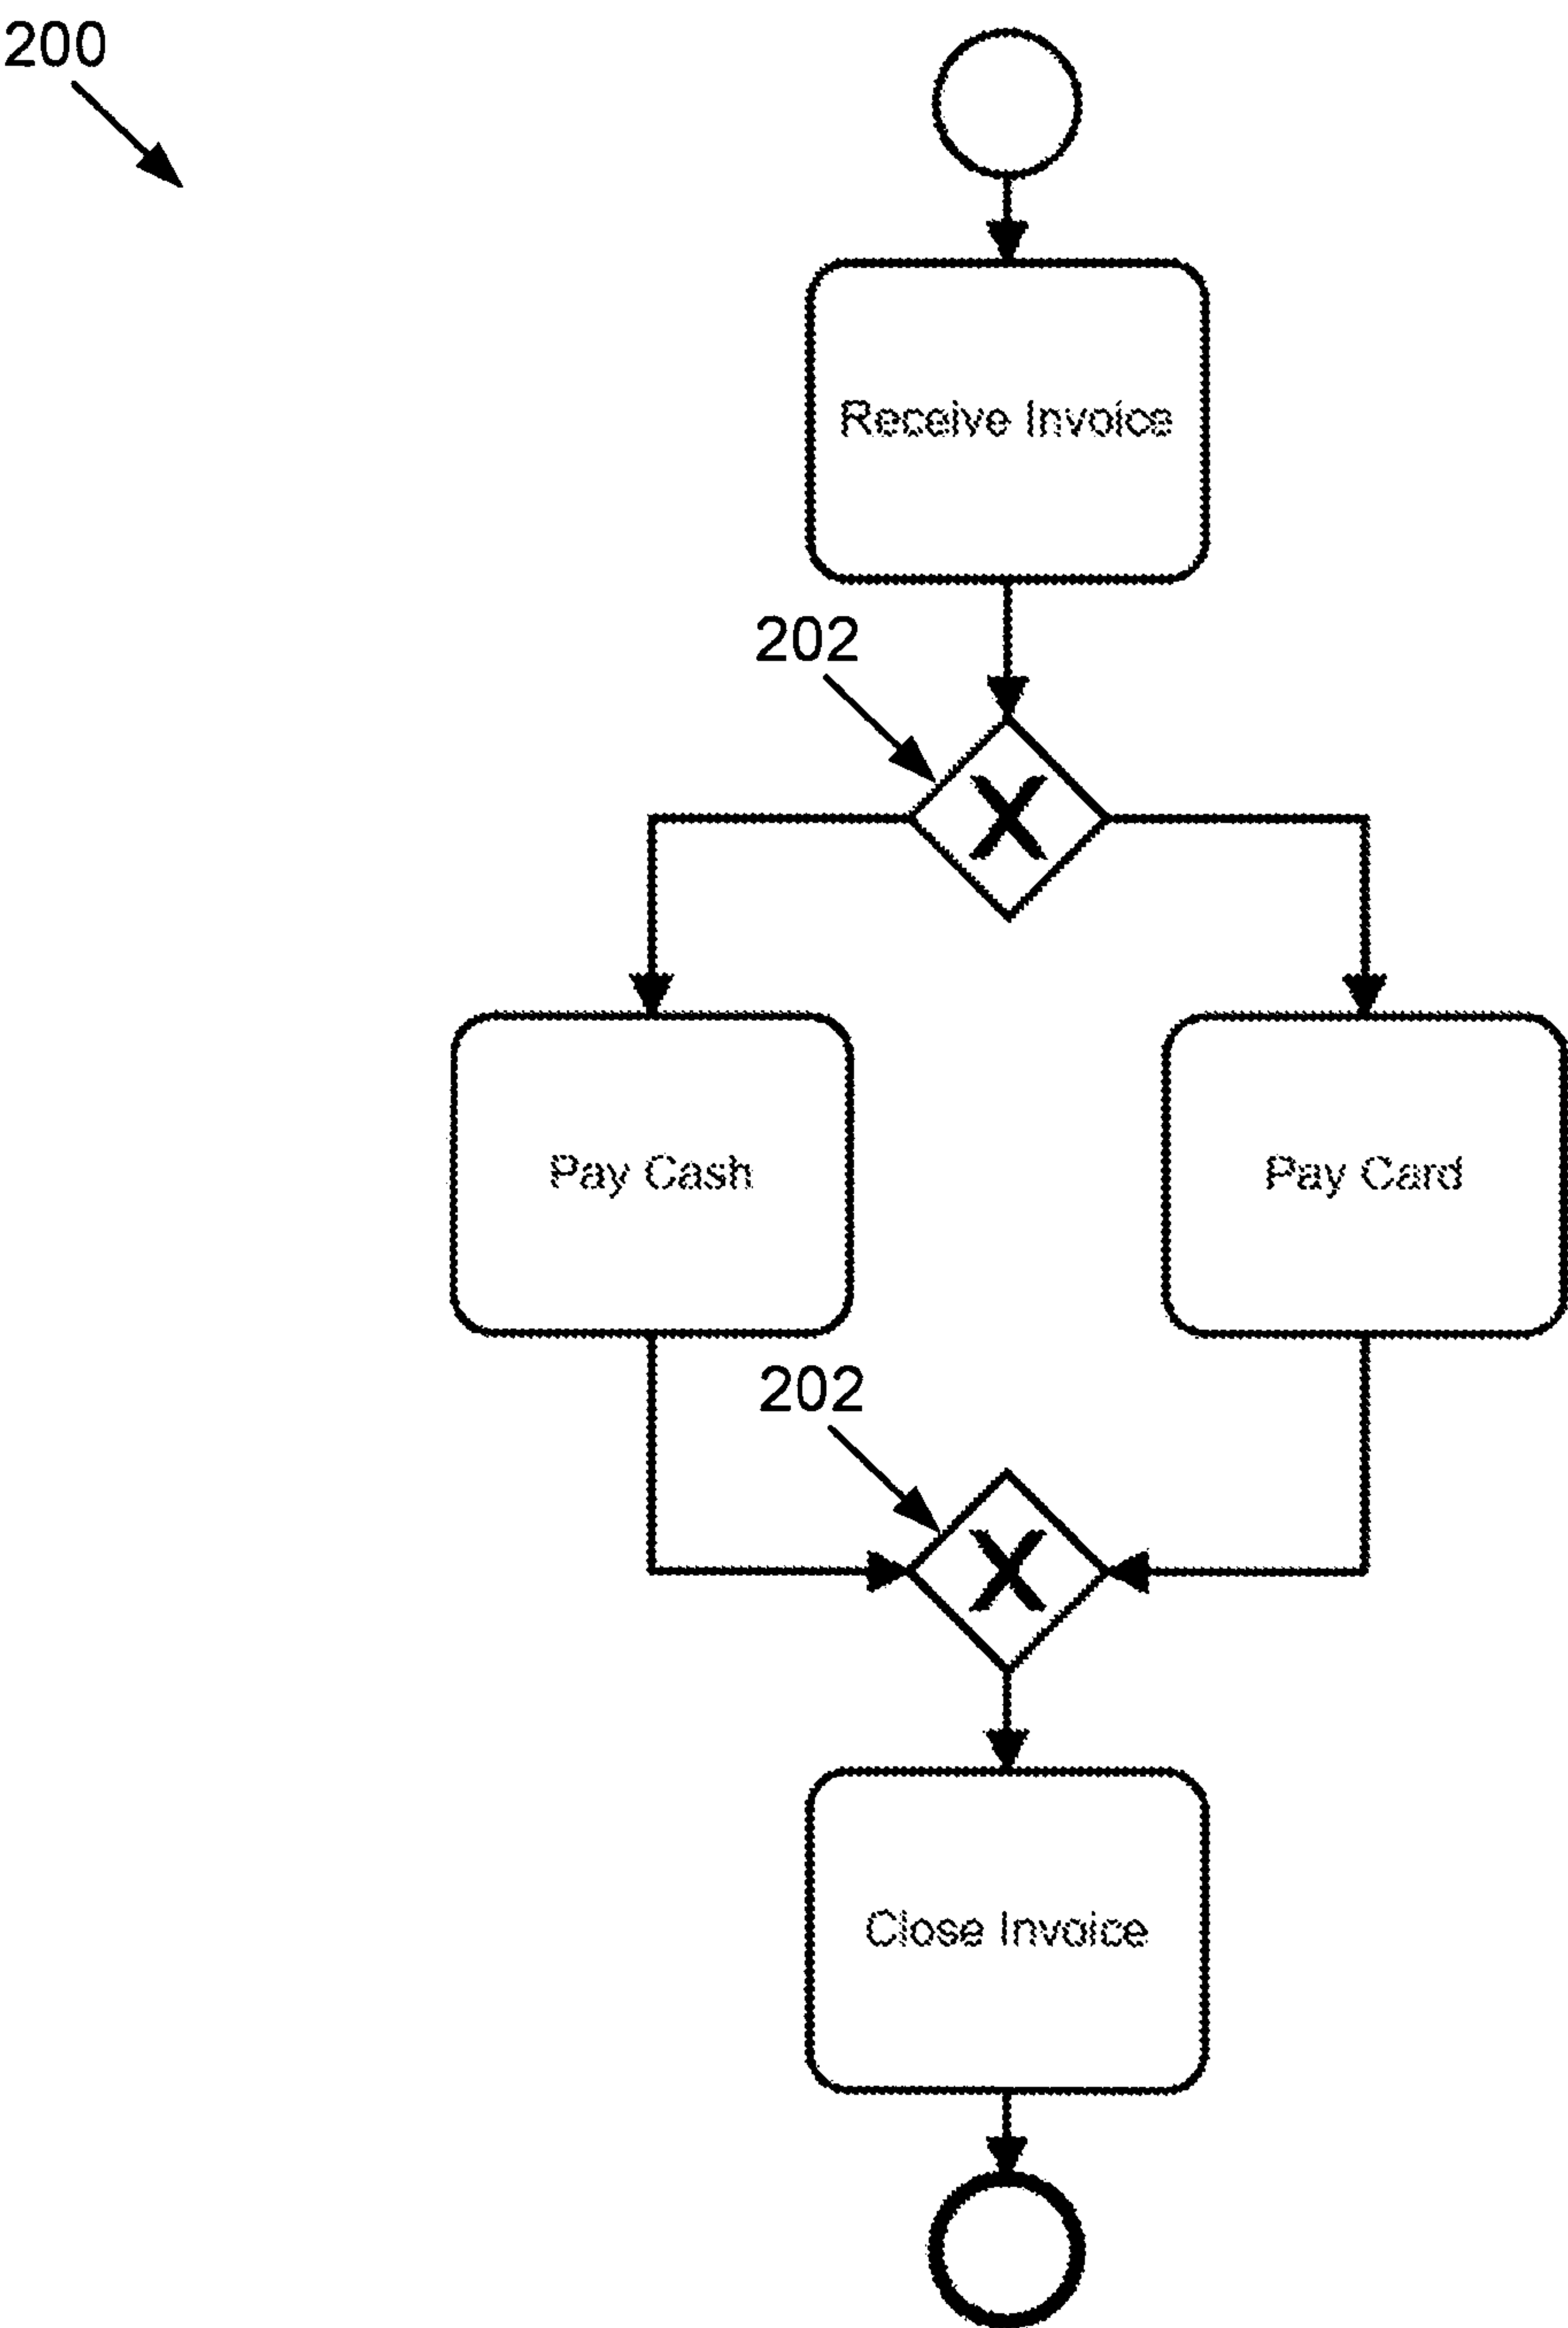 200
Receive Invoice
202
X
Pay Cash
Pay Card
202
X
Close Invoice